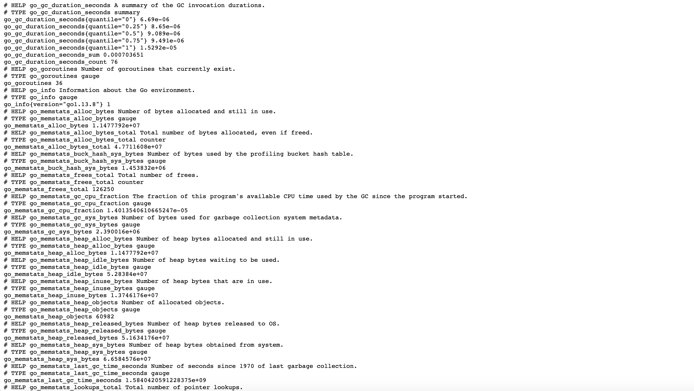 # HELP go_gc_duration_seconds A summary of the GC invocation durations.
# TYPE go_gc_duration_seconds summary
go_gc_duration_seconds{quantile="0"} 6.69e-06
go_gc_duration_seconds{quantile="0.25"} 8.65e-06
go_gc_duration_seconds{quantile="0.5"} 9.089e-06
go_gc_duration_seconds{quantile="0.75"} 9.491e-06
go_gc_duration_seconds{quantile="1"} 1.5292e-05
go_gc_duration_seconds_sum 0.000703651
go_gc_duration_seconds_count 76
# HELP go_goroutines Number of goroutines that currently exist.
# TYPE go_goroutines gauge
go_goroutines 36
# HELP go_info Information about the Go environment.
# TYPE go_info gauge
go_info{version="go1.13.8"} 1
# HELP go_memstats_alloc_bytes Number of bytes allocated and still in use.
# TYPE go_memstats_alloc_bytes gauge
go_memstats_alloc_bytes 1.1477792e+07
# HELP go_memstats_alloc_bytes_total Total number of bytes allocated, even if freed.
# TYPE go_memstats_alloc_bytes_total counter
go_memstats_alloc_bytes_total 4.7711608e+07
# HELP go_memstats_buck_hash_sys_bytes Number of bytes used by the profiling bucket hash table.
# TYPE go_memstats_buck_hash_sys_bytes gauge
go_memstats_buck_hash_sys_bytes 1.453832e+06
# HELP go_memstats_frees_total Total number of frees.
# TYPE go_memstats_frees_total counter
go_memstats_frees_total 126250
# HELP go_memstats_gc_cpu_fraction The fraction of this program's available CPU time used by the GC since the program started.
# TYPE go_memstats_gc_cpu_fraction gauge
go_memstats_gc_cpu_fraction 1.4013540610665247e-05
# HELP go_memstats_gc_sys_bytes Number of bytes used for garbage collection system metadata.
# TYPE go_memstats_gc_sys_bytes gauge
go_memstats_gc_sys_bytes 2.390016e+06
# HELP go_memstats_heap_alloc_bytes Number of heap bytes allocated and still in use.
# TYPE go_memstats_heap_alloc_bytes gauge
go_memstats_heap_alloc_bytes 1.1477792e+07
# HELP go_memstats_heap_idle_bytes Number of heap bytes waiting to be used.
# TYPE go_memstats_heap_idle_bytes gauge
go_memstats_heap_idle_bytes 5.28384e+07
# HELP go_memstats_heap_inuse_bytes Number of heap bytes that are in use.
# TYPE go_memstats_heap_inuse_bytes gauge
go_memstats_heap_inuse_bytes 1.3746176e+07
# HELP go_memstats_heap_objects Number of allocated objects.
# TYPE go_memstats_heap_objects gauge
go_memstats_heap_objects 60982
# HELP go_memstats_heap_released_bytes Number of heap bytes released to OS.
# TYPE go_memstats_heap_released_bytes gauge
go_memstats_heap_released_bytes 5.1634176e+07
# HELP go_memstats_heap_sys_bytes Number of heap bytes obtained from system.
# TYPE go_memstats_heap_sys_bytes gauge
go_memstats_heap_sys_bytes 6.6584576e+07
# HELP go_memstats_last_gc_time_seconds Number of seconds since 1970 of last garbage collection.
# TYPE go_memstats_last_gc_time_seconds gauge
go_memstats_last_gc_time_seconds 1.5840420591228375e+09
# HELP go_memstats_lookups_total Total number of pointer lookups.